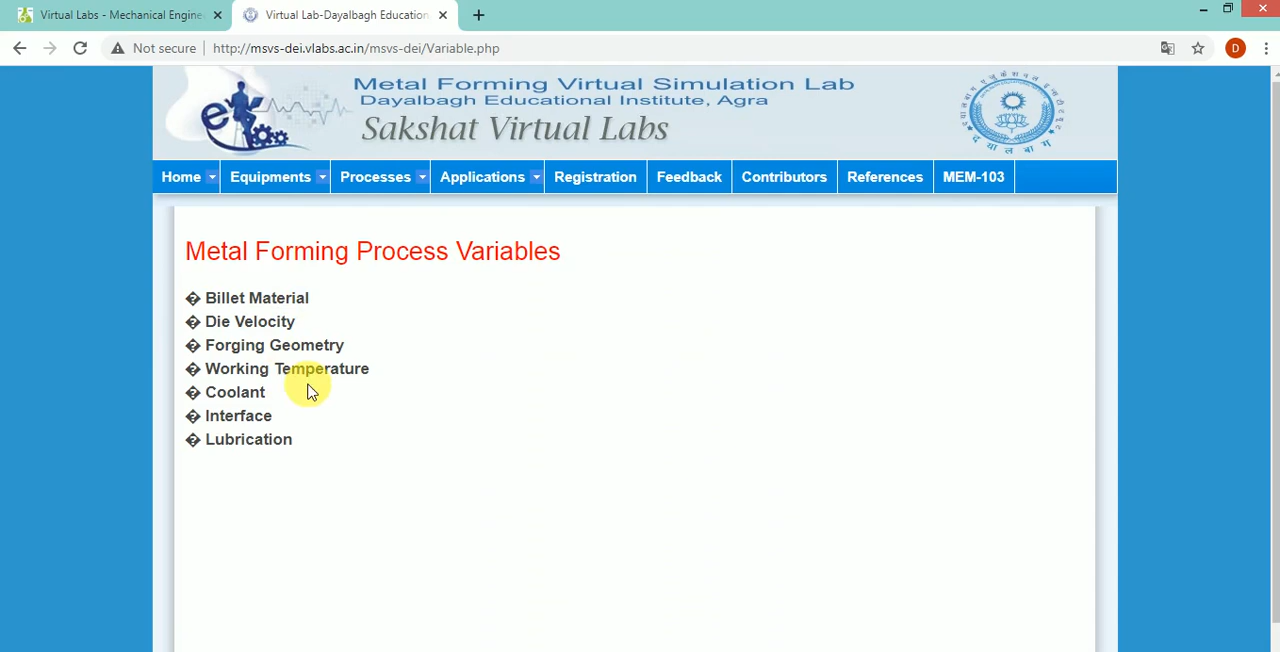 Virtual Labs - Mechanical Engine
Virtual Lab-Dayalbagh Education
Not secure
http://msvs-dei.vlabs.ac.in/msvs-dei/Variable.php
D
Metal Forming Virtual Simulation Lab
Dayalbagh Educational Institute, Agra
Sakshat Virtual Labs
Home
Equipments
Processes
Applications
Registration
Feedback
Contributors
References
MEM-103
Metal Forming Process Variables
� Billet Material
� Die Velocity
� Forging Geometry
� Working Temperature
� Coolant
� Interface
� Lubrication